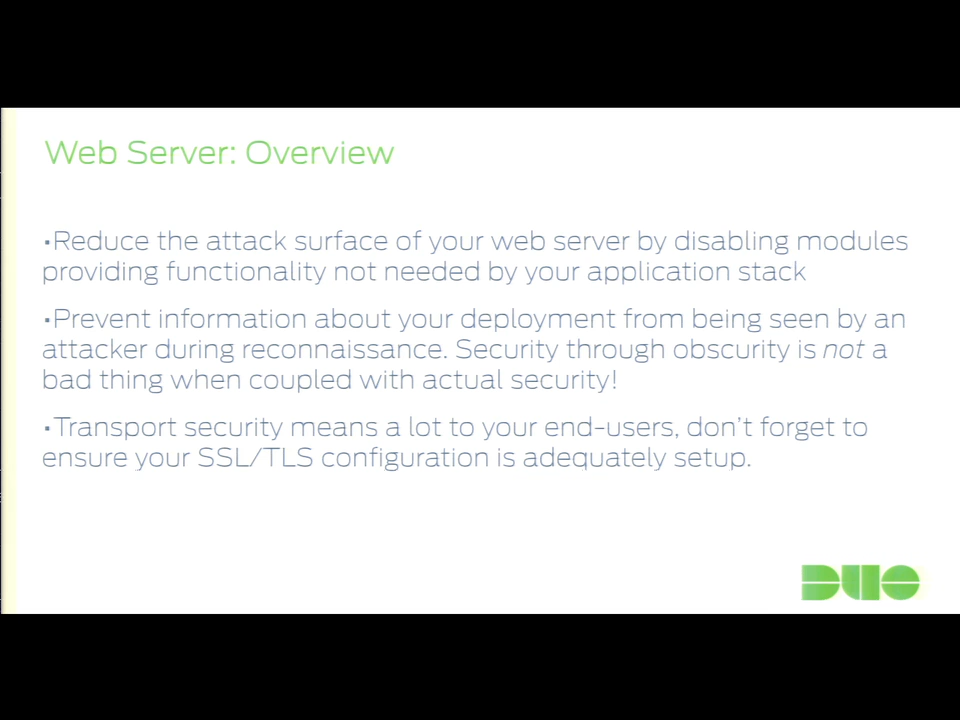 Web Server: Overview
▪Reduce the attack surface of your web server by disabling modules
providing functionality not needed by your application stack
▪Prevent information about your deployment from being seen by an
attacker during reconnaissance. Security through obscurity is not a
bad thing when coupled with actual security!
▪Transport security means a lot to your end-users, don't forget to
ensure your SSL/TLS configuration is adequately setup.
DUO